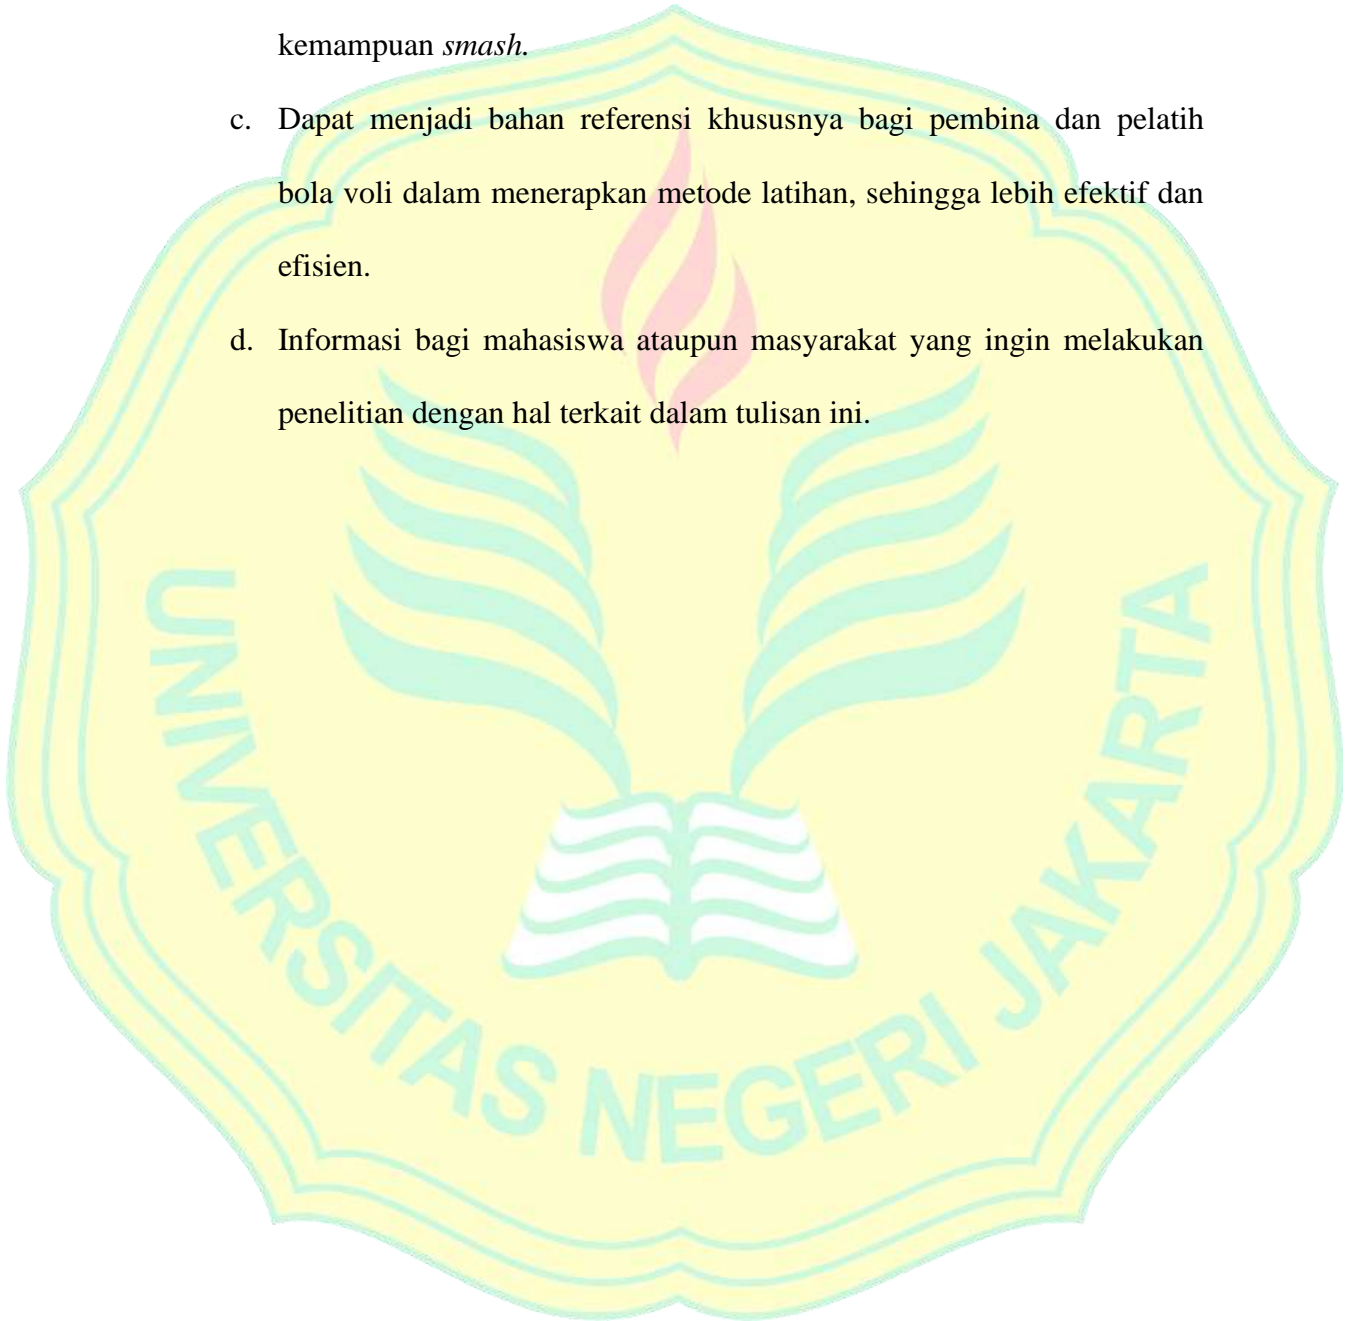 kemampuan smash.
c. Dapat menjadi bahan referensi khususnya bagi pembina dan pelatih
bola voli dalam menerapkan metode latihan, sehingga lebih efektif dan
efisien.
d. Informasi bagi mahasiswa ataupun masyarakat yang ingin melakukan
penelitian dengan hal terkait dalam tulisan ini.
UNIVERSITAS NEGERI JAKARTA